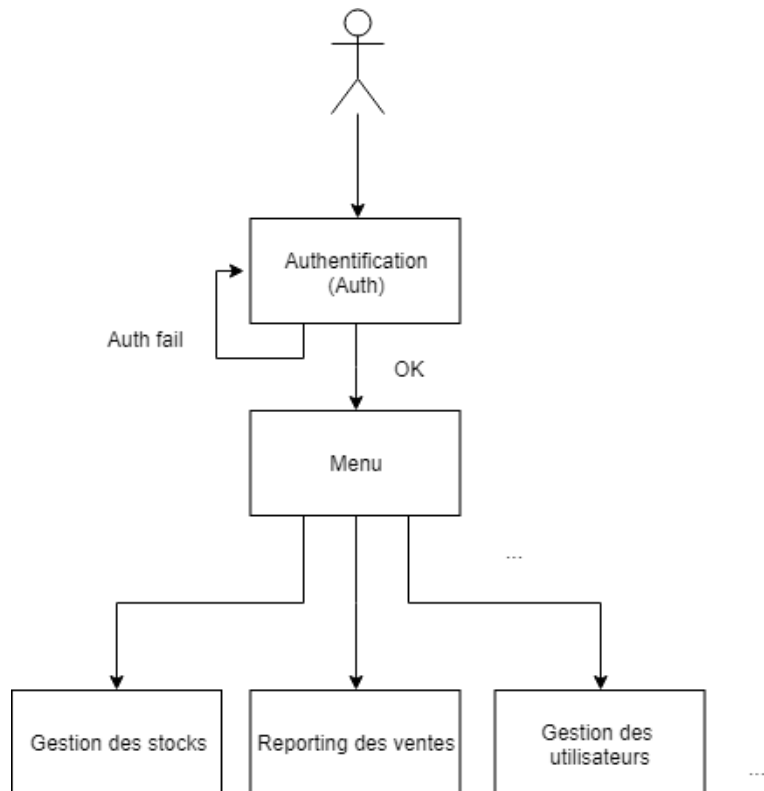 Authentification
(Auth)
Auth fail
OK
Menu
...
Gestion des stocks
Reporting des ventes
Gestion des
utilisateurs
...